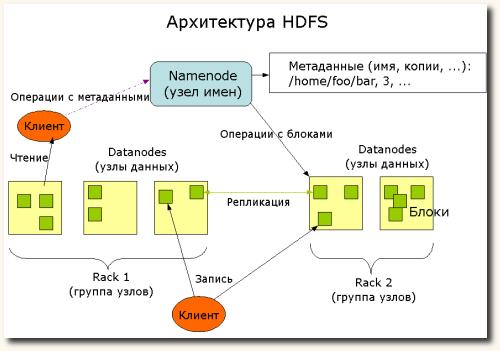 Архитектура HDFS
Namenode
(узел имен)
Метаданные (имя, копии, ...):
/home/foo/bar, 3, ...
Операции с метаданными
Клиент
Операции с блоками
Чтение
Datanodes
(узлы данных)
Datanodes
(узлы данных)
Репликация
Блоки
Rack 1
(группа узлов)
Запись
Rack 2
(группа узлов)
Клиент